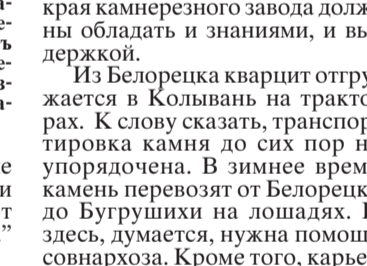 края камнерезного завода долж
ны обладать и знаниями, и вы
держкой.
Из Белорецка кварцит отгру
жается в Колывань на тракто
рах. К слову сказать, транспор
тировка камня до сих пор н
упорядочена. В зимнее врем
камень перевозят от Белорецк
до Бугрушихи на лошадях.
здесь, думается, нужна помощ
совнархоза. Кроме того, карье